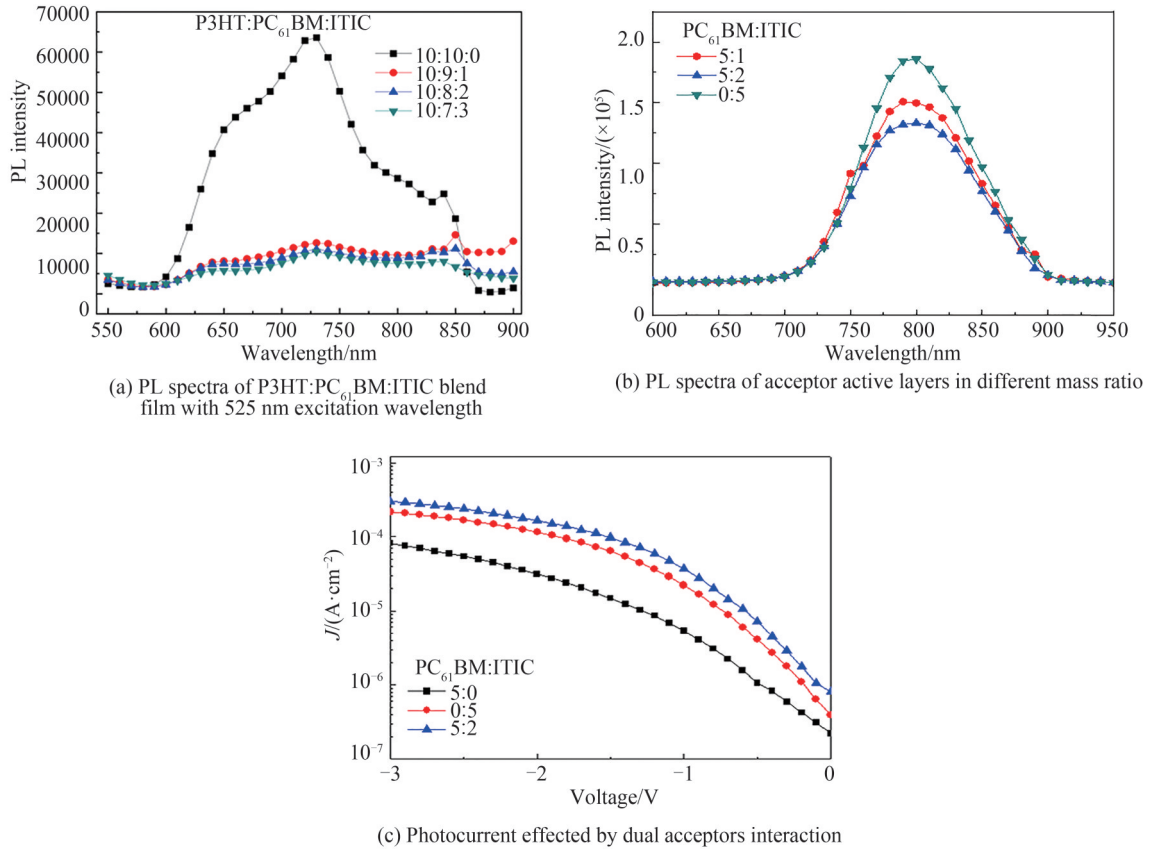 P3HT:PC₆₁BM:ITIC
10:10:0
10:9:1
10:8:2
10:7:3
PL intensity
70000
60000
50000
40000
30000
20000
10000
0
550 600 650 700 750 800 850 900
Wavelength/nm
(a) PL spectra of P3HT:PC₆₁BM:ITIC blend
film with 525 nm excitation wavelength
PC₆₁BM:ITIC
5:1
5:2
0:5
PL intensity/(×10⁵)
2.0
1.5
1.0
0.5
0
600 650 700 750 800 850 900 950
Wavelength/nm
(b) PL spectra of acceptor active layers in different mass ratio
J/(A·cm⁻²)
10⁻³
10⁻⁴
10⁻⁵
10⁻⁶
10⁻⁷
PC₆₁BM:ITIC
5:0
0:5
5:2
−3 −2 −1 0
Voltage/V
(c) Photocurrent effected by dual acceptors interaction